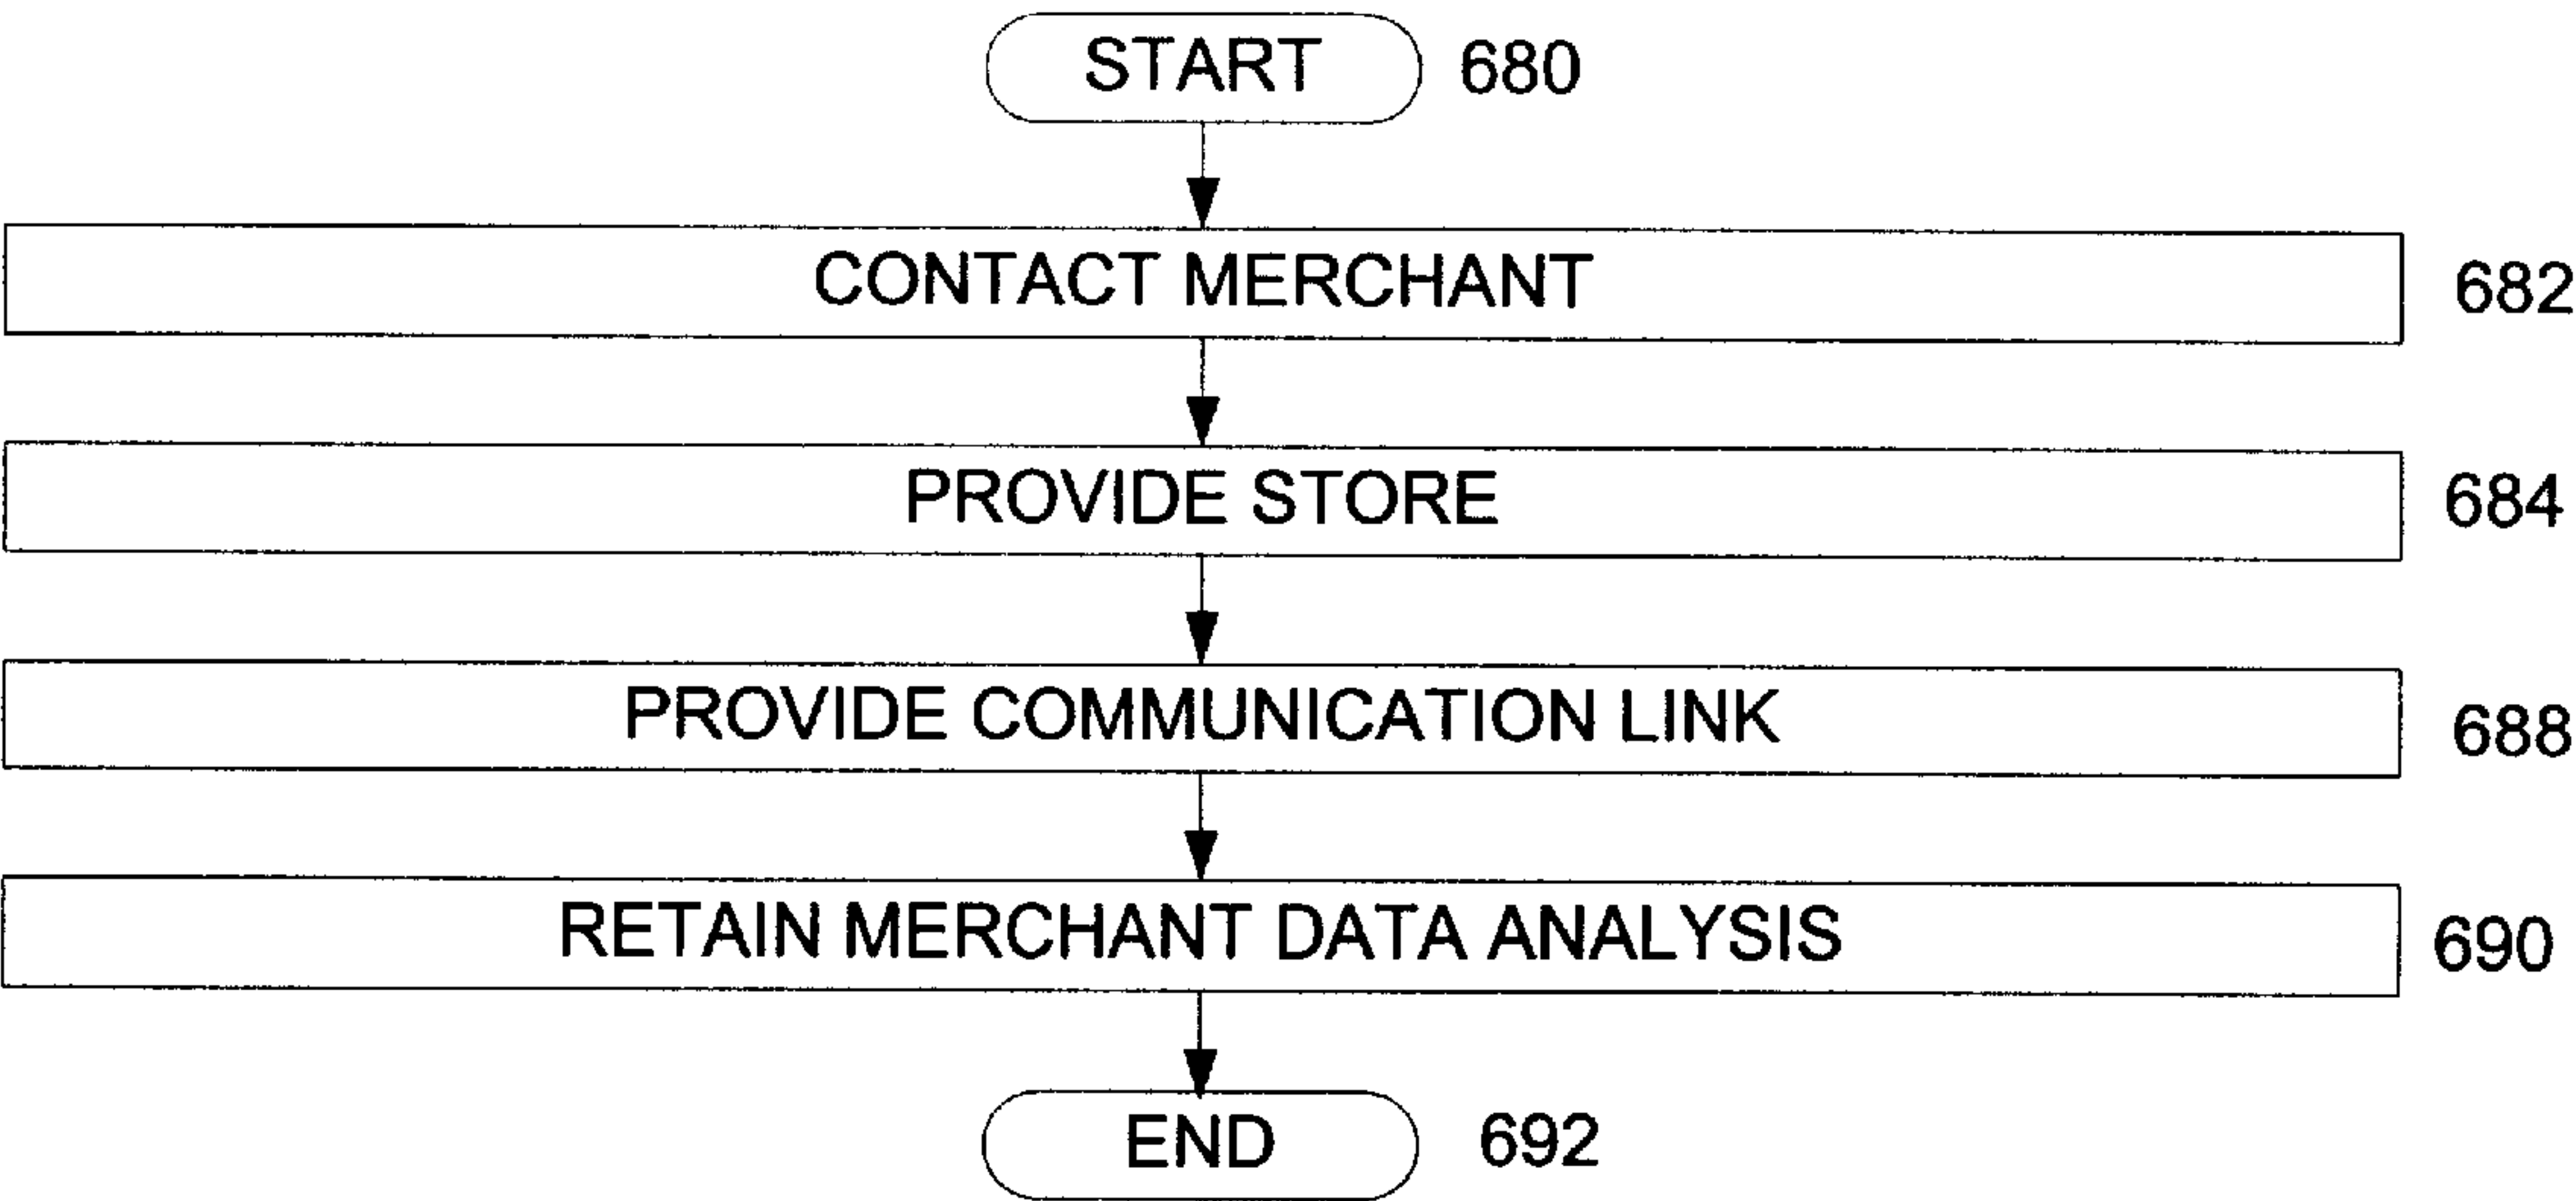 START 680
CONTACT MERCHANT 682
PROVIDE STORE 684
PROVIDE COMMUNICATION LINK 688
RETAIN MERCHANT DATA ANALYSIS 690
END 692